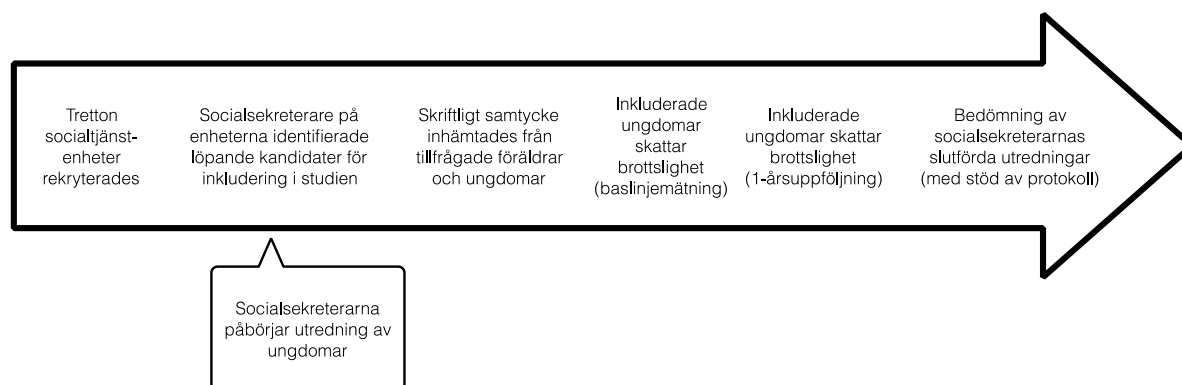 Tretton
socialtjänst-
enheter
rekryterades
Socialsekreterare på
enheterna identifierade
löpande kandidater för
inkludering i studien
Skriftligt samtycke
inhämtades från
tillfrågade föräldrar
och ungdomar
Inkluderade
ungdomar
skattar
brottslighet
(baslinjemätning)
Inkluderade
ungdomar skattar
brottslighet
(1-årsuppföljning)
Bedömning av
socialsekreterarnas
slutförda utredningar
(med stöd av protokoll)
Socialsekreterarna
påbörjar utredning av
ungdomar